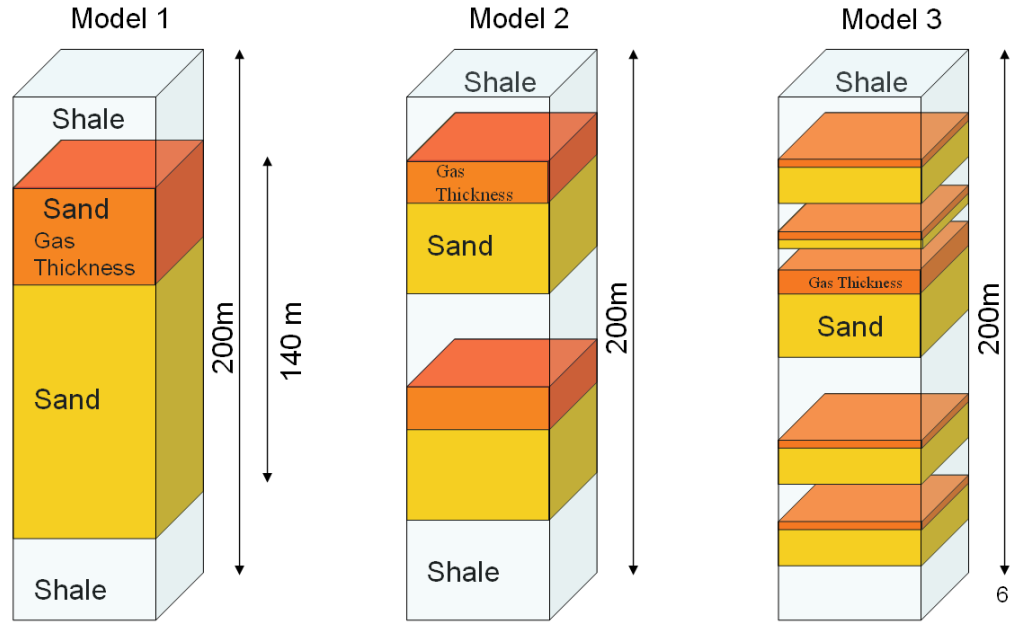 Model 1
Shale
Sand
Gas
Thickness
Sand
Shale
200m
140 m
Model 2
Shale
Gas
Thickness
Sand
Shale
200m
Model 3
Shale
Gas Thickness
Sand
200m
6